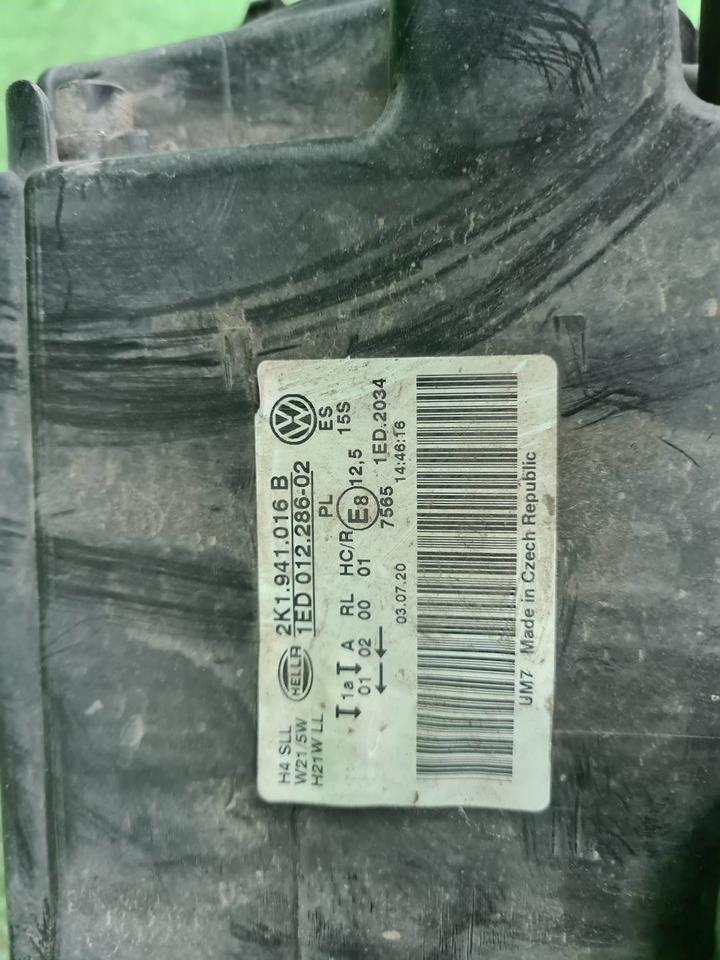 2K1.941.016 B
HELLA 1ED 012.286-02
H4 SLL
W21/5W
H21W LL
PL ES
1a A RL HC/R E8 12,5 15S
01 02 00 01 7565 1ED.2034
03.07.20 14:46:16
UM7 Made in Czech Republic